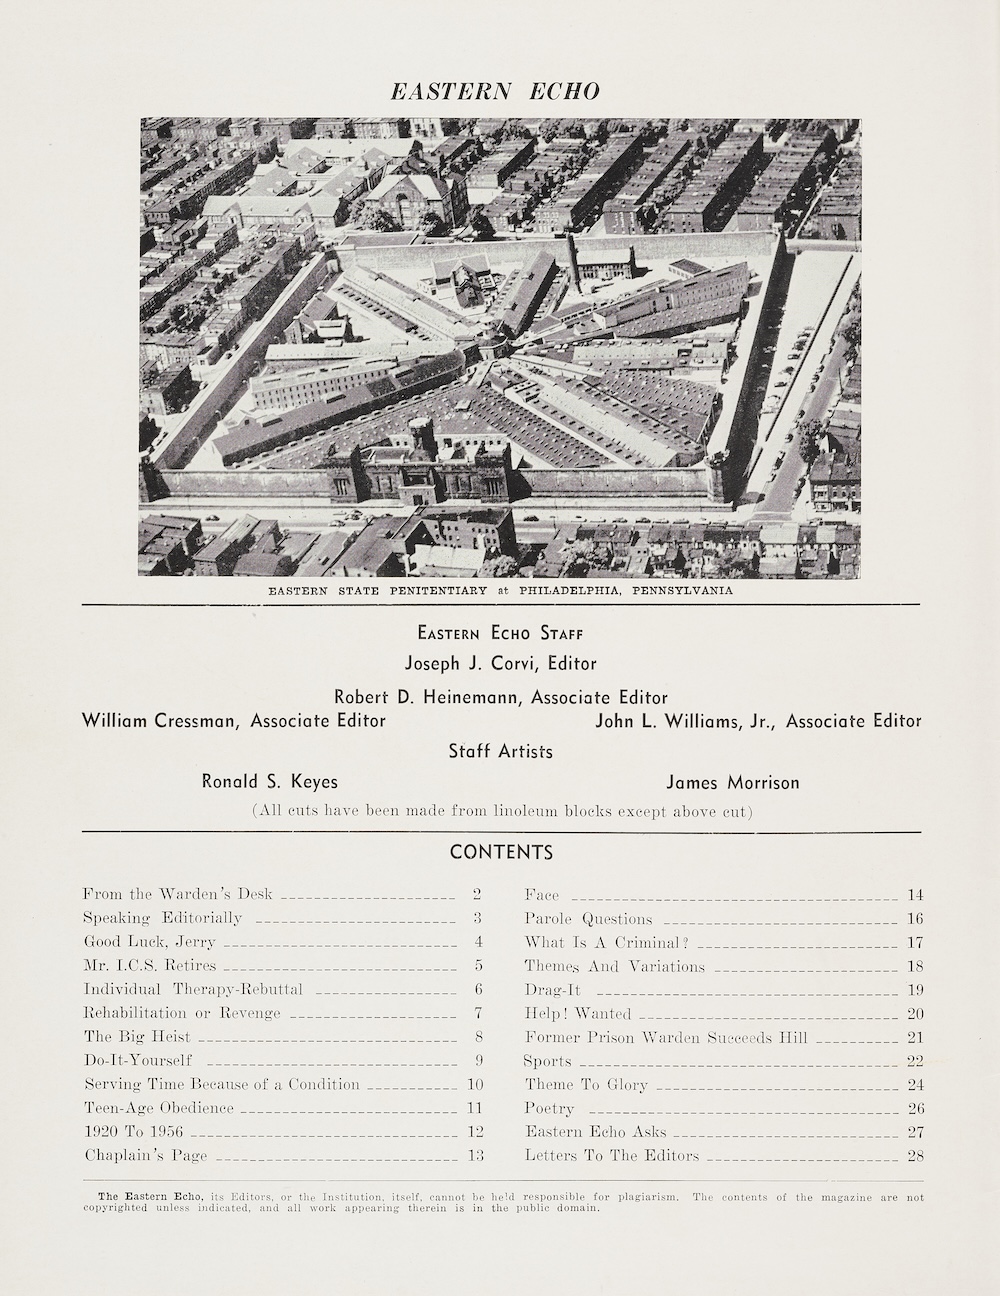 EASTERN ECHO
EASTERN STATE PENITENTIARY at PHILADELPHIA, PENNSYLVANIA
EASTERN ECHO STAFF
Joseph J. Corvi, Editor
Robert D. Heinemann, Associate Editor
William Cressman, Associate Editor
John L. Williams, Jr., Associate Editor
Staff Artists
Ronald S. Keyes
James Morrison
(All cuts have been made from linoleum blocks except above cut)
CONTENTS
From the Warden's Desk 2
Speaking Editorially 3
Good Luck, Jerry 4
Mr. I.C.S. Retires 5
Individual Therapy-Rebuttal 6
Rehabilitation or Revenge 7
The Big Heist 8
Do-It-Yourself 9
Serving Time Because of a Condition 10
Teen-Age Obedience 11
1920 To 1956 12
Chaplain's Page 13
Face 14
Parole Questions 16
What Is A Criminal? 17
Themes And Variations 18
Drag-It 19
Help! Wanted 20
Former Prison Warden Succeeds Hill 21
Sports 22
Theme To Glory 24
Poetry 26
Eastern Echo Asks 27
Letters To The Editors 28
The Eastern Echo, its Editors, or the Institution, itself, cannot be held responsible for plagiarism. The contents of the magazine are not
copyrighted unless indicated, and all work appearing therein is in the public domain.